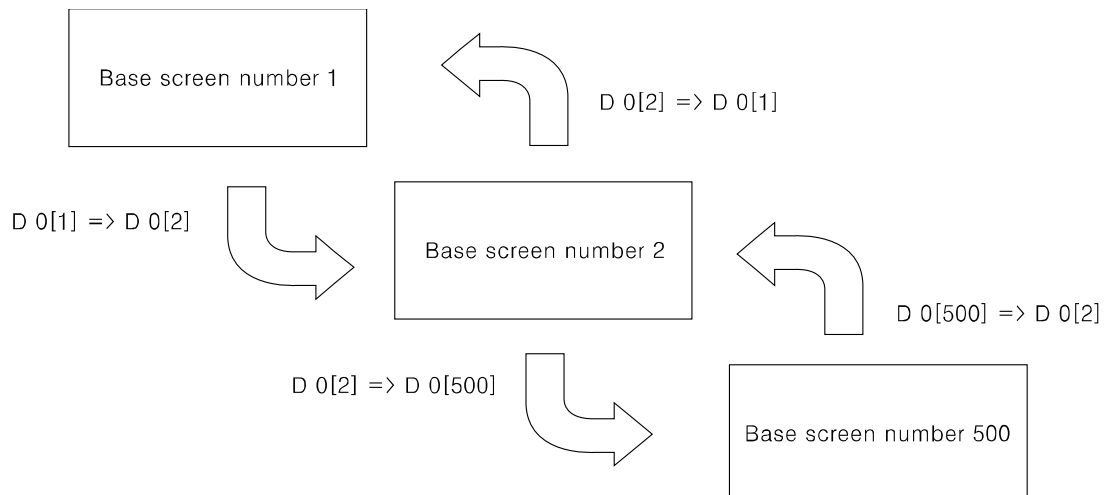 Base screen number 1
D 0[2] => D 0[1]
D 0[1] => D 0[2]
Base screen number 2
D 0[500] => D 0[2]
D 0[2] => D 0[500]
Base screen number 500